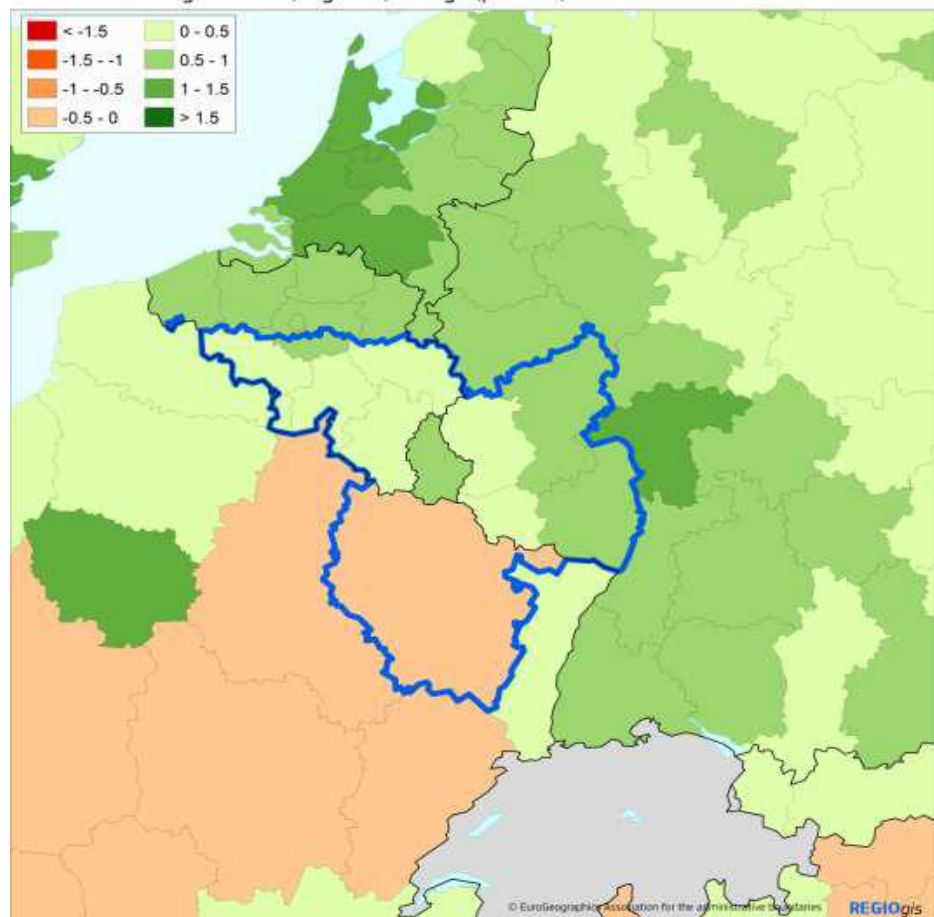 < -1.5
-1.5 - -1
-1 - -0.5
-0.5 - 0
0 - 0.5
0.5 - 1
1 - 1.5
> 1.5
© EuroGeographics Association for the administrative boundaries
REGIOgis